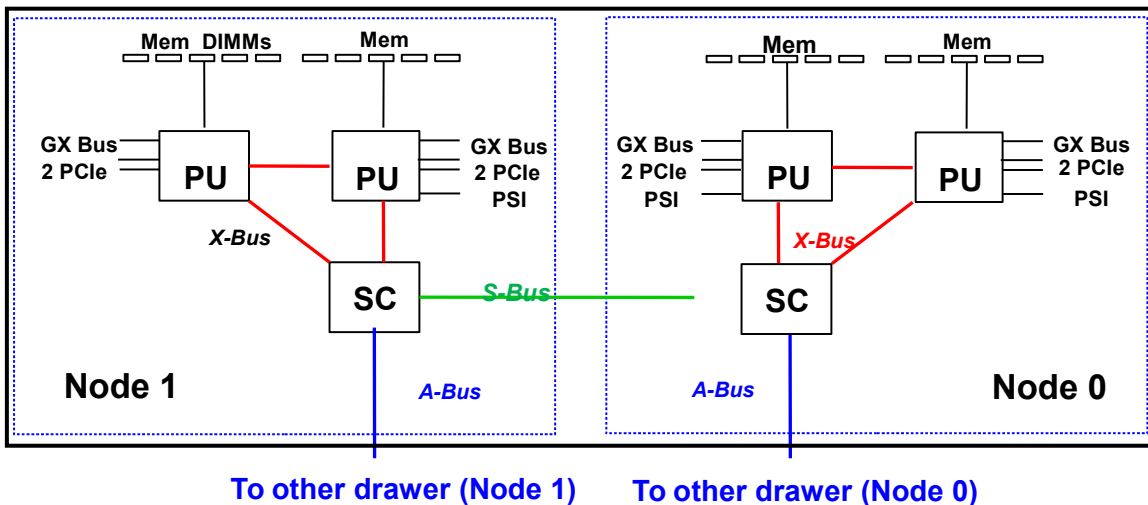 Mem DIMMs
Mem
GX Bus
2 PCIe
PU
PU
GX Bus
2 PCIe
PSI
X-Bus
SC
Node 1
A-Bus
S-Bus
Mem
Mem
GX Bus
2 PCIe
PSI
PU
PU
GX Bus
2 PCIe
PSI
X-Bus
SC
A-Bus
Node 0
To other drawer (Node 1)
To other drawer (Node 0)